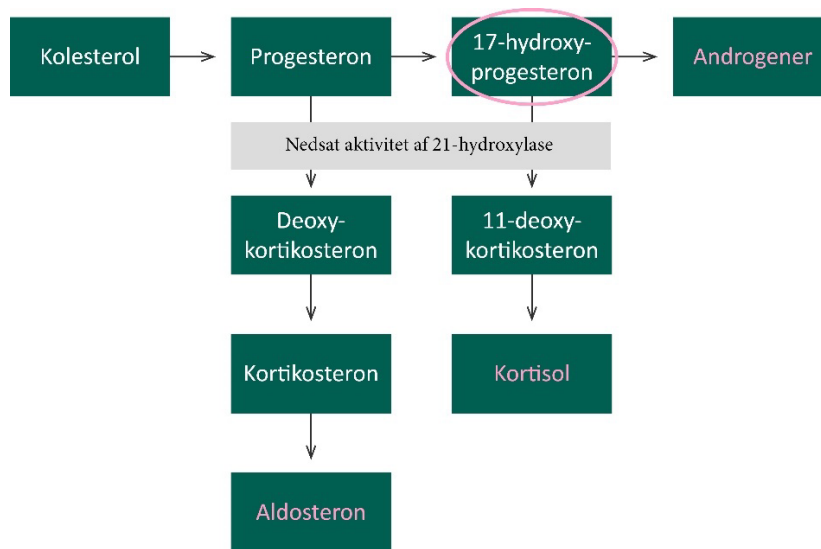 Kolesterol
Progesteron
17-hydroxy-
progesteron
Androgener
Nedsat aktivitet af 21-hydroxylase
Deoxy-
kortikosteron
11-deoxy-
kortikosteron
Kortikosteron
Kortisol
Aldosteron